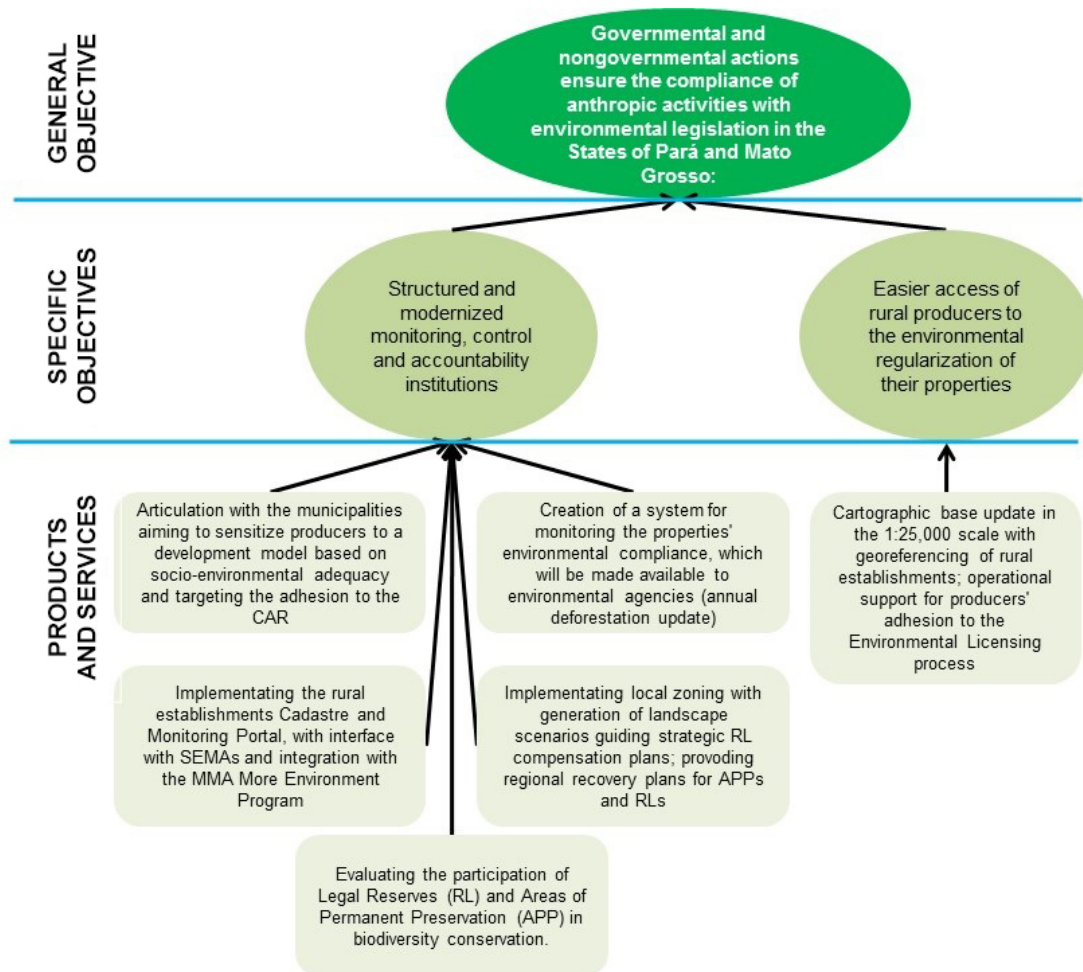 GENERAL
OBJECTIVE
Governmental and
nongovernmental actions
ensure the compliance of
anthropic activities with
environmental legislation in the
States of Pará and Mato
Grosso:
SPECIFIC
OBJECTIVES
Structured and
modernized
monitoring, control
and accountability
institutions
Easier access of
rural producers to
the environmental
regularization of
their properties
PRODUCTS
AND SERVICES
Articulation with the municipalities
aiming to sensitize producers to a
development model based on
socio-environmental adequacy
and targeting the adhesion to the
CAR
Creation of a system for
monitoring the properties'
environmental compliance, which
will be made available to
environmental agencies (annual
deforestation update)
Cartographic base update in
the 1:25,000 scale with
georeferencing of rural
establishments; operational
support for producers'
adhesion to the
Environmental Licensing
process
Implementating the rural
establishments Cadastre and
Monitoring Portal, with interface
with SEMAs and integration with
the MMA More Environment
Program
Implementating local zoning with
generation of landscape
scenarios guiding strategic RL
compensation plans; provoding
regional recovery plans for APPs
and RLs
Evaluating the participation of
Legal Reserves (RL) and Areas of
Permanent Preservation (APP) in
biodiversity conservation.